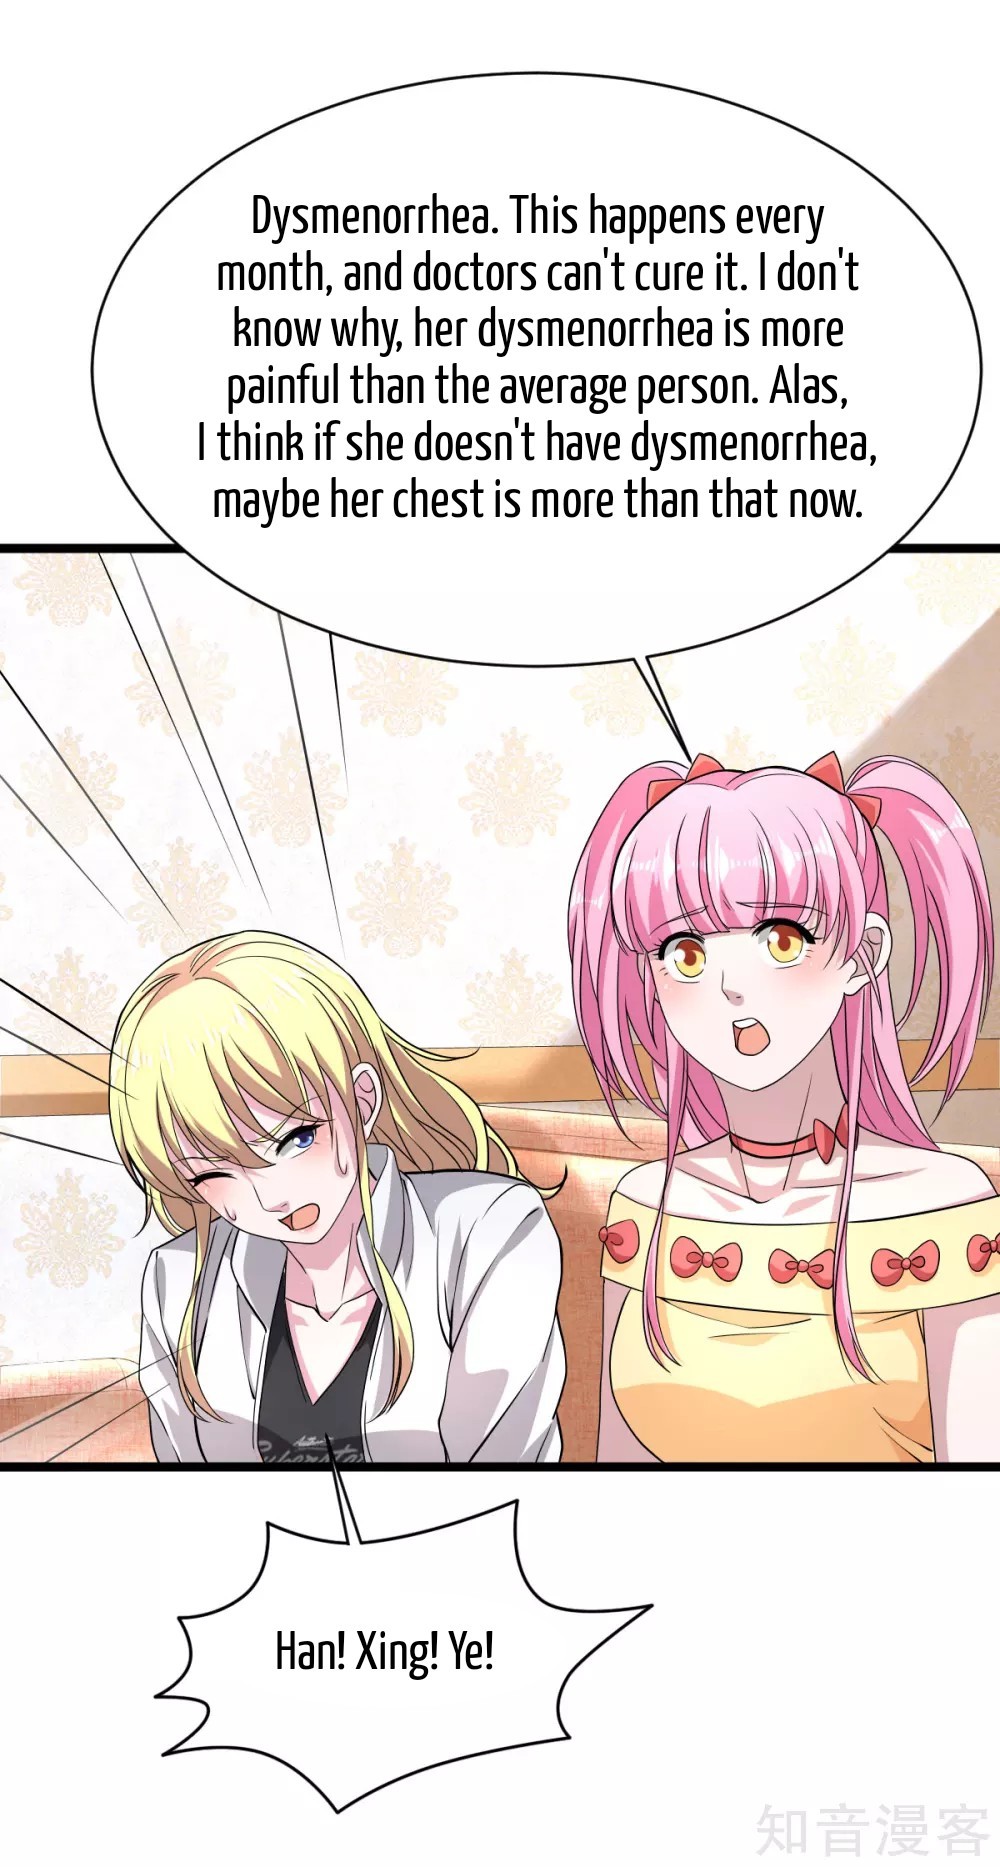 Dysmenorrhea. This happens every
month, and doctors can't cure it. I don't
know why, her dysmenorrhea is more
painful than the average person. Alas,
I think if she doesn't have dysmenorrhea,
maybe her chest is more than that now.
Han! Xing! Ye!
知音漫客